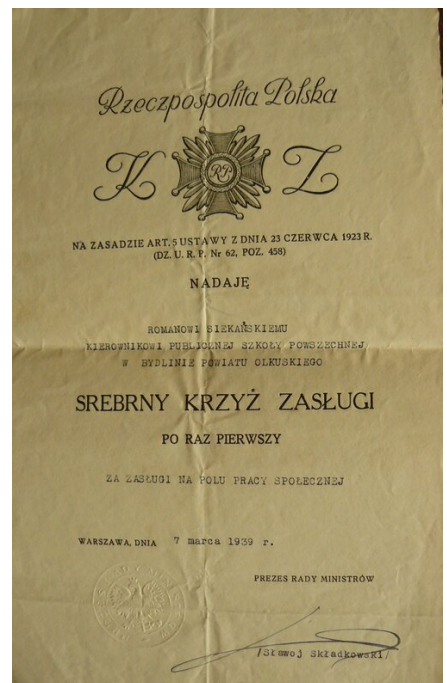 Rzeczpospolita Polska
K RP Z
NA ZASADZIE ART. 5 USTAWY Z DNIA 23 CZERWCA 1923 R.
(DZ. U. R. P. Nr 62, POZ. 458)
NADAJĘ
ROMANOWI SIEKAŃSKIEMU
KIEROWNIKOWI PUBLICZNEJ SZKOŁY POWSZECHNEJ
W BYDLINIE POWIATU OLKUSKIEGO
SREBRNY KRZYŻ ZASŁUGI
PO RAZ PIERWSZY
ZA ZASŁUGI NA POLU PRACY SPOŁECZNEJ
WARSZAWA, DNIA 7 marca 1939 r.
PREZES RADY MINISTRÓW
/Sławoj Składkowski/